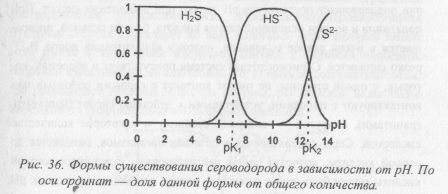 1
H₂S
HS⁻
S²⁻
0.8
0.6
0.4
0.2
0
0 2 4 6 8 10 12 14 pH
pK₁ pK₂
Рис. 36. Формы существования сероводорода в зависимости от pH. По
оси ординат — доля данной формы от общего количества.